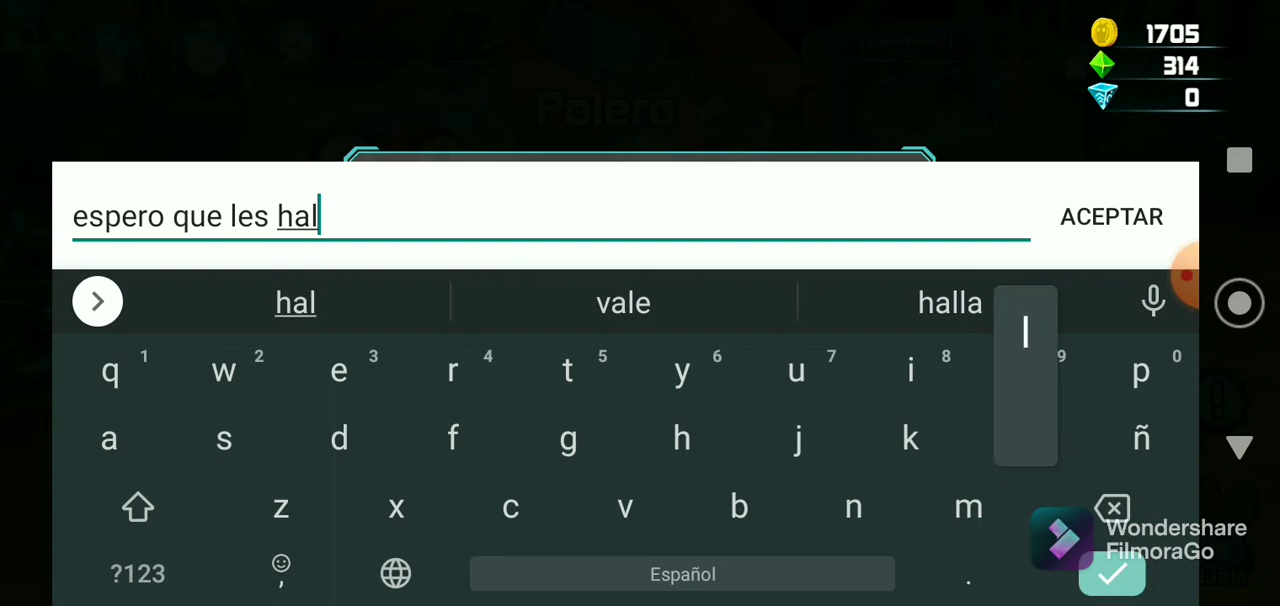 1705
314
0
Polero
espero que les hal
ACEPTAR
hal vale halla
l
q 1 w 2 e 3 r 4 t 5 y 6 u 7 i 8 9 p 0
a s d f g h j k ñ
z x c v b n m
Wondershare
FilmoraGo
?123 , Español .